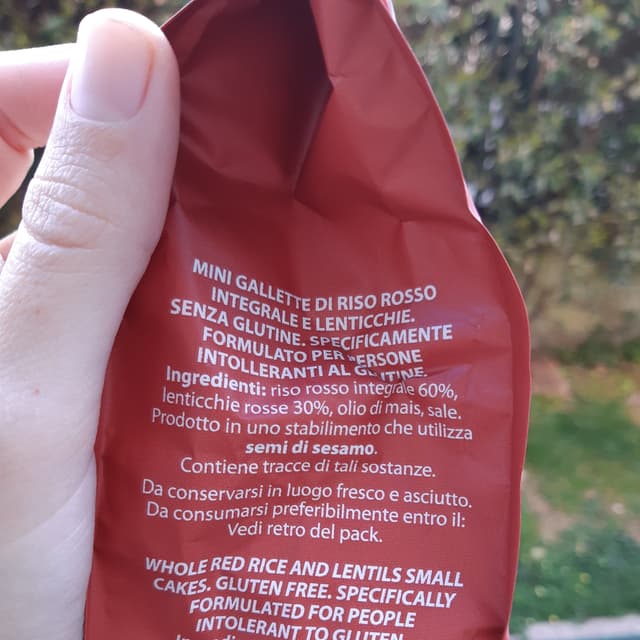 MINI GALLETTE DI RISO ROSSO
INTEGRALE E LENTICCHIE.
SENZA GLUTINE. SPECIFICAMENTE
FORMULATO PER PERSONE
INTOLLERANTI AL GLUTINE.
Ingredienti: riso rosso integrale 60%,
lenticchie rosse 30%, olio di mais, sale.
Prodotto in uno stabilimento che utilizza
semi di sesamo.
Contiene tracce di tali sostanze.
Da conservarsi in luogo fresco e asciutto.
Da consumarsi preferibilmente entro il:
Vedi retro del pack.
WHOLE RED RICE AND LENTILS SMALL
CAKES. GLUTEN FREE. SPECIFICALLY
FORMULATED FOR PEOPLE
INTOLERANT TO GLUTEN